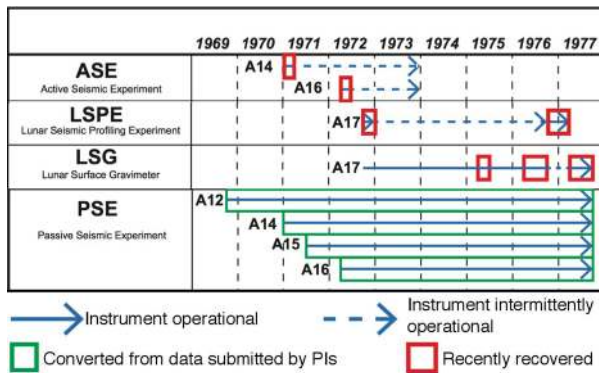 1969 1970 1971 1972 1973 1974 1975 1976 1977
ASE
Active Seismic Experiment
A14
A16
LSPE
Lunar Seismic Profiling Experiment
A17
LSG
Lunar Surface Gravimeter
A17
PSE
Passive Seismic Experiment
A12
A14
A15
A16
Instrument operational
Instrument intermittently
operational
Converted from data submitted by PIs
Recently recovered